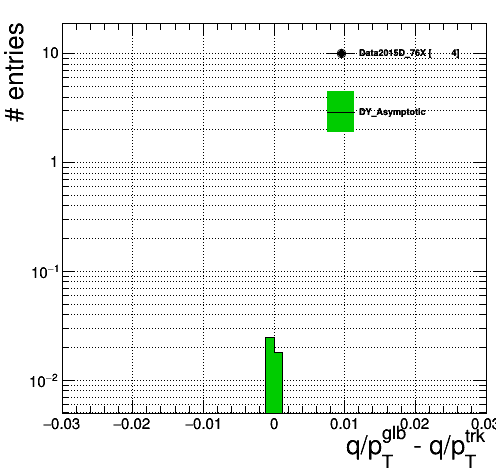 # entries
10
1
10⁻¹
10⁻²
Data2015D_76X [ 4]
DY_Asymptotic
−0.03 −0.02 −0.01 0 0.01 0.02 0.03
q/p_T^glb - q/p_T^trk